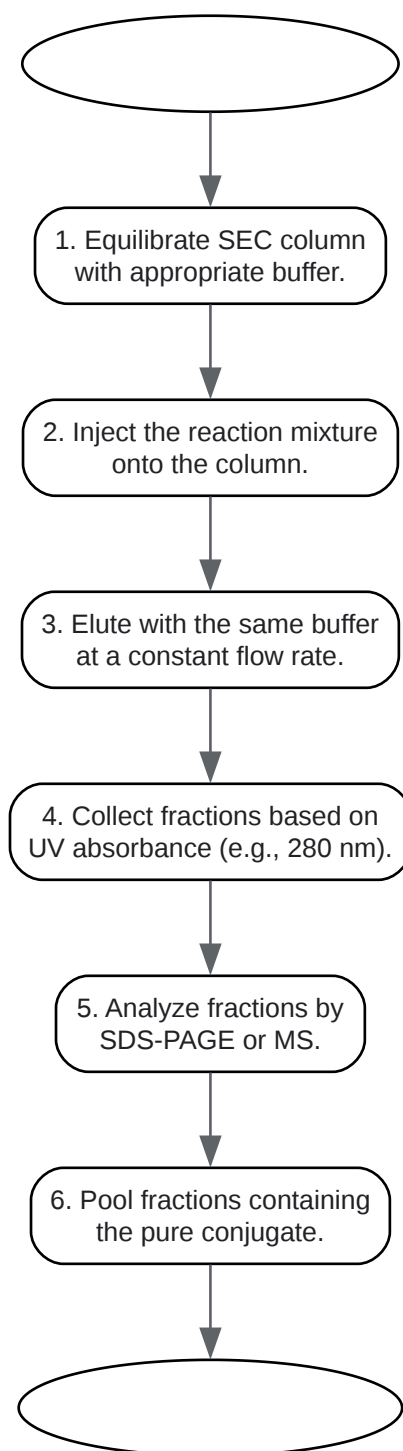 1. Equilibrate SEC column
with appropriate buffer.
2. Inject the reaction mixture
onto the column.
3. Elute with the same buffer
at a constant flow rate.
4. Collect fractions based on
UV absorbance (e.g., 280 nm).
5. Analyze fractions by
SDS-PAGE or MS.
6. Pool fractions containing
the pure conjugate.